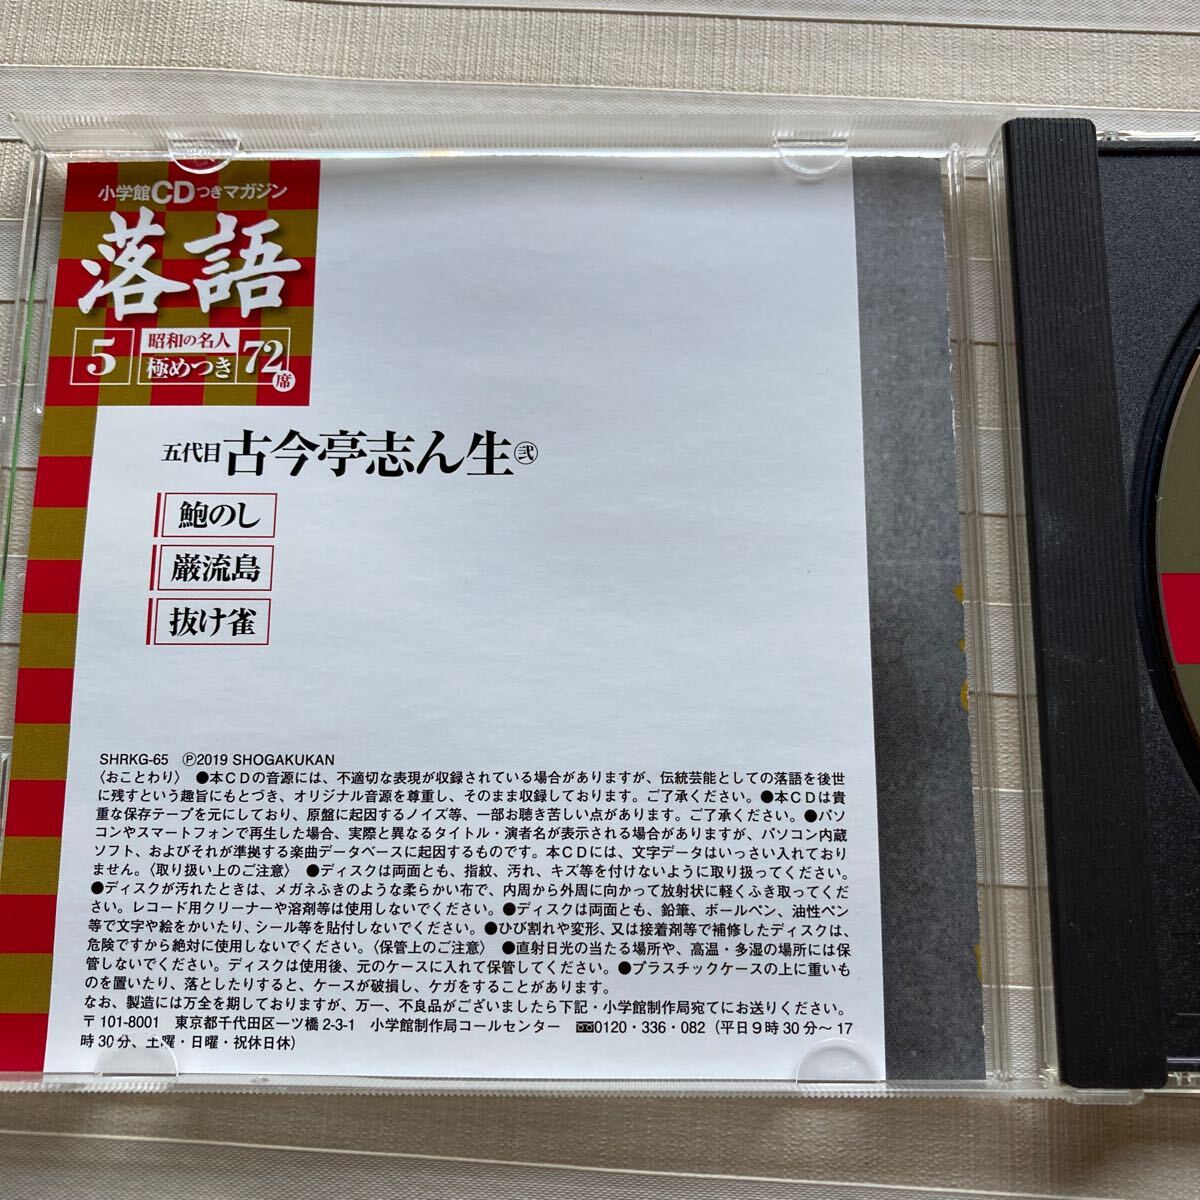 小学館CDつきマガジン
落語
5 昭和の名人 極めつき 72席
五代目 古今亭志ん生 ㊁弐
鮑のし
巌流島
抜け雀
SHRKG-65 Ⓟ2019 SHOGAKUKAN
〈おことわり〉 ●本CDの音源には、不適切な表現が収録されている場合がありますが、伝統芸能としての落語を後世
に残すという趣旨にもとづき、オリジナル音源を尊重し、そのまま収録しております。ご了承ください。●本CDは貴
重な保存テープを元にしており、原盤に起因するノイズ等、一部お聴き苦しい点があります。ご了承ください。●パソ
コンやスマートフォンで再生した場合、実際と異なるタイトル・演者名が表示される場合がありますが、パソコン内蔵
ソフト、およびそれが準拠する楽曲データベースに起因するものです。本CDには、文字データはいっさい入れており
ません。〈取り扱い上のご注意〉 ●ディスクは両面とも、指紋、汚れ、キズ等を付けないように取り扱ってください。
●ディスクが汚れたときは、メガネふきのような柔らかい布で、内周から外周に向かって放射状に軽くふき取ってくだ
さい。レコード用クリーナーや溶剤等は使用しないでください。●ディスクは両面とも、鉛筆、ボールペン、油性ペン
等で文字や絵をかいたり、シール等を貼付しないでください。●ひび割れや変形、又は接着剤等で補修したディスクは、
危険ですから絶対に使用しないでください。〈保管上のご注意〉 ●直射日光の当たる場所や、高温・多湿の場所には保
管しないでください。ディスクは使用後、元のケースに入れて保管してください。●プラスチックケースの上に重いも
のを置いたり、落としたりすると、ケースが破損し、ケガをすることがあります。
なお、製造には万全を期しておりますが、万一、不良品がございましたら下記・小学館制作局宛てにお送りください。
〒101-8001 東京都千代田区一ツ橋2-3-1 小学館制作局コールセンター 0120・336・082（平日9時30分〜17
時30分、土曜・日曜・祝休日休）